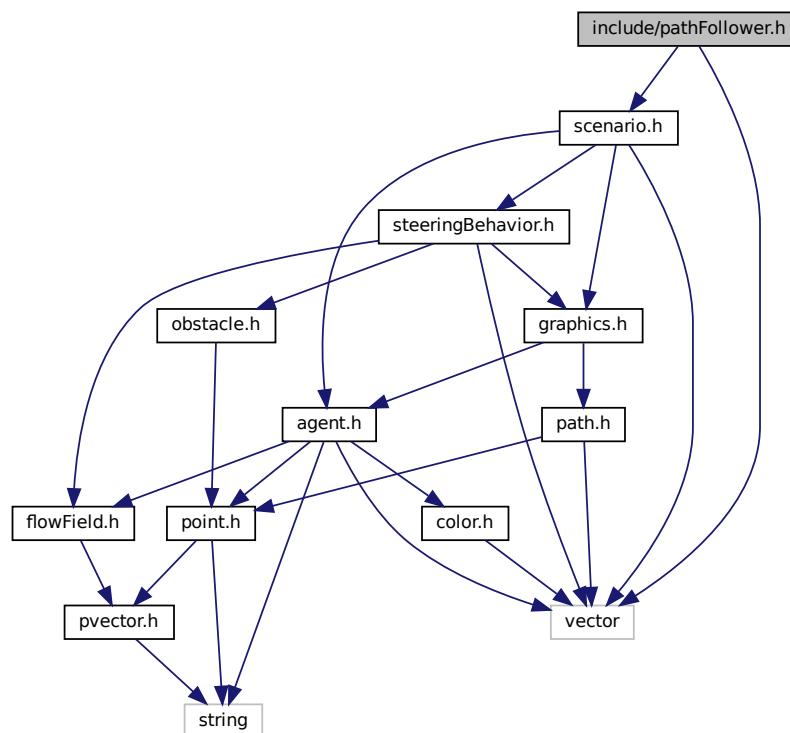 include/pathFollower.h
scenario.h
steeringBehavior.h
obstacle.h
graphics.h
agent.h
path.h
flowField.h
point.h
color.h
pvector.h
vector
string